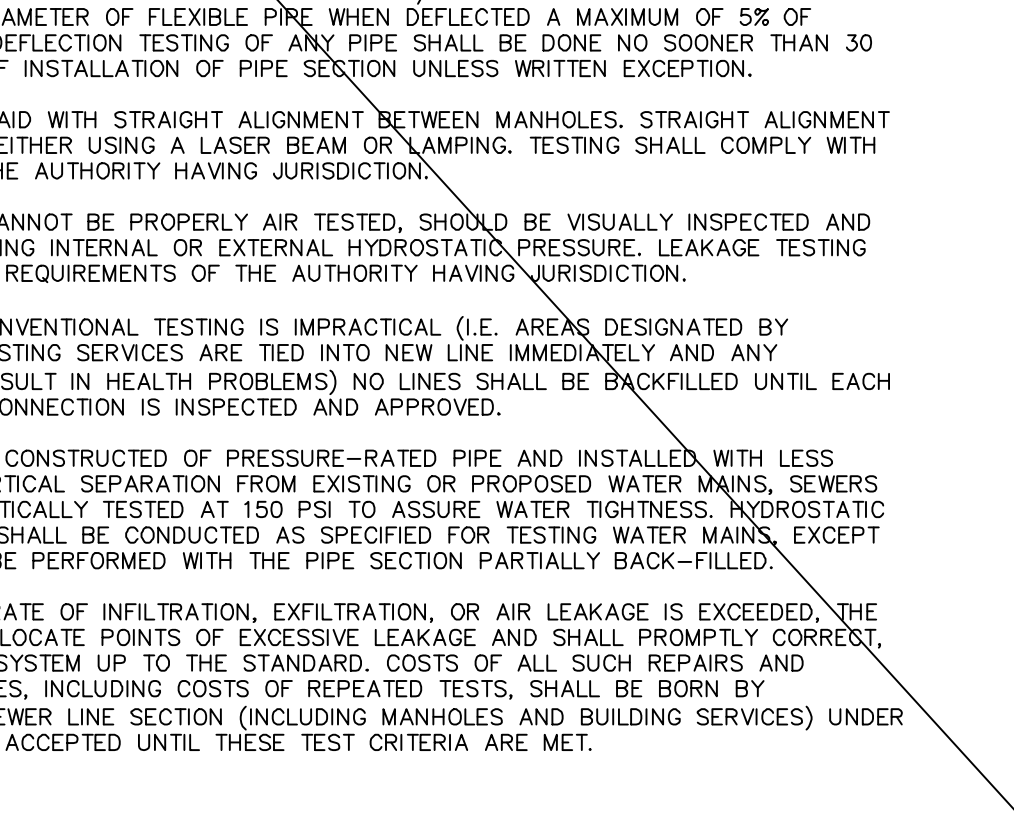 AMETER OF FLEXIBLE PIPE WHEN DEFLECTED A MAXIMUM OF 5% OF
DEFLECTION TESTING OF ANY PIPE SHALL BE DONE NO SOONER THAN 30
F INSTALLATION OF PIPE SECTION UNLESS WRITTEN EXCEPTION.
AID WITH STRAIGHT ALIGNMENT BETWEEN MANHOLES. STRAIGHT ALIGNMENT
EITHER USING A LASER BEAM OR LAMPING. TESTING SHALL COMPLY WITH
HE AUTHORITY HAVING JURISDICTION.
ANNOT BE PROPERLY AIR TESTED, SHOULD BE VISUALLY INSPECTED AND
ING INTERNAL OR EXTERNAL HYDROSTATIC PRESSURE. LEAKAGE TESTING
REQUIREMENTS OF THE AUTHORITY HAVING JURISDICTION.
NVENTIONAL TESTING IS IMPRACTICAL (I.E. AREAS DESIGNATED BY
STING SERVICES ARE TIED INTO NEW LINE IMMEDIATELY AND ANY
SULT IN HEALTH PROBLEMS) NO LINES SHALL BE BACKFILLED UNTIL EACH
ONNECTION IS INSPECTED AND APPROVED.
CONSTRUCTED OF PRESSURE-RATED PIPE AND INSTALLED WITH LESS
RTICAL SEPARATION FROM EXISTING OR PROPOSED WATER MAINS, SEWERS
TICALLY TESTED AT 150 PSI TO ASSURE WATER TIGHTNESS. HYDROSTATIC
SHALL BE CONDUCTED AS SPECIFIED FOR TESTING WATER MAINS, EXCEPT
BE PERFORMED WITH THE PIPE SECTION PARTIALLY BACK-FILLED.
RATE OF INFILTRATION, EXFILTRATION, OR AIR LEAKAGE IS EXCEEDED, THE
LOCATE POINTS OF EXCESSIVE LEAKAGE AND SHALL PROMPTLY CORRECT,
SYSTEM UP TO THE STANDARD. COSTS OF ALL SUCH REPAIRS AND
ES, INCLUDING COSTS OF REPEATED TESTS, SHALL BE BORN BY
EWER LINE SECTION (INCLUDING MANHOLES AND BUILDING SERVICES) UNDER
ACCEPTED UNTIL THESE TEST CRITERIA ARE MET.